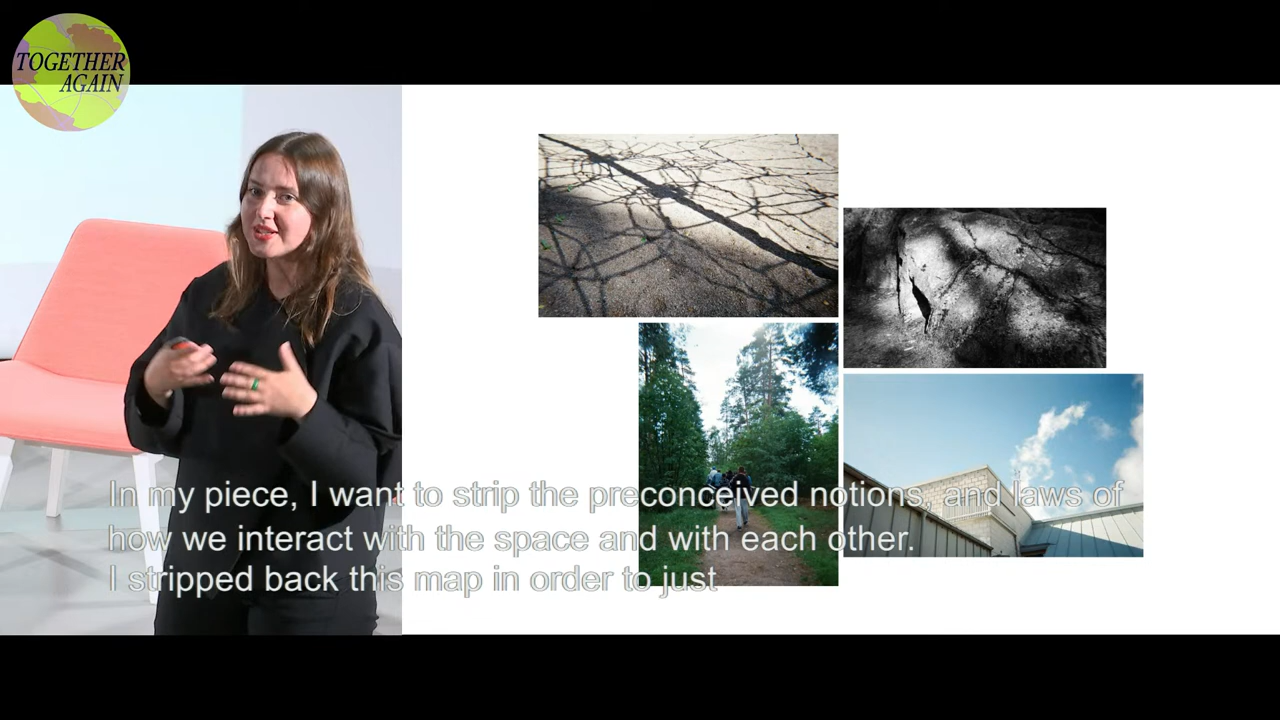 TOGETHER
AGAIN
In my piece, I want to strip the preconceived notions, and laws of
how we interact with the space and with each other.
I stripped back this map in order to just